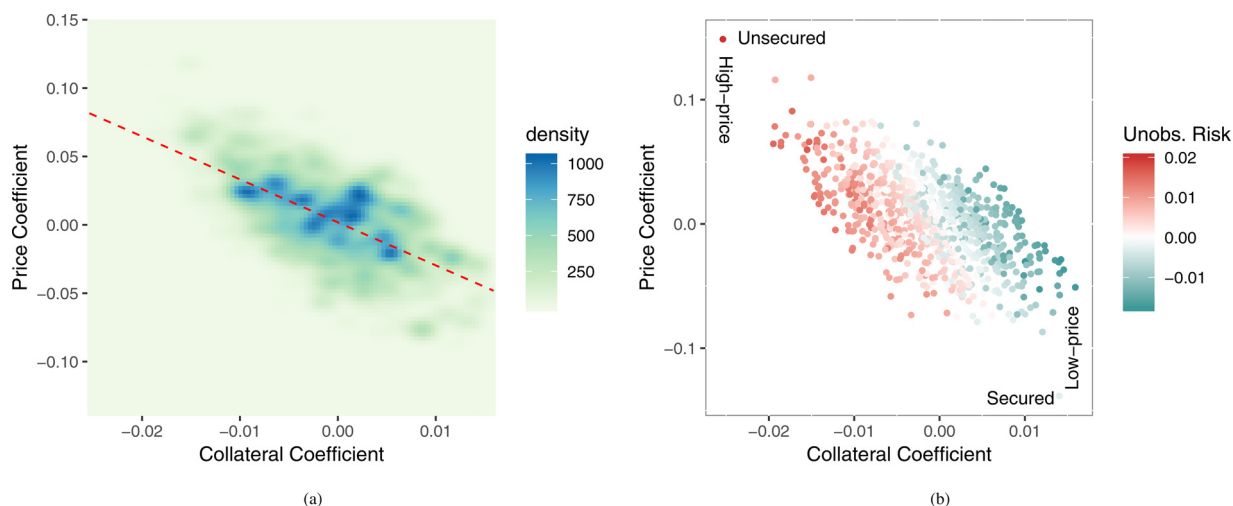 0.15
0.10
0.05
0.00
−0.05
−0.10
Price Coefficient
−0.02
−0.01
0.00
0.01
Collateral Coefficient
density
1000
750
500
250
(a)
Unsecured
High−price
0.1
0.0
−0.1
Price Coefficient
Low−price
Secured
−0.02
−0.01
0.00
0.01
Collateral Coefficient
Unobs. Risk
0.02
0.01
0.00
−0.01
(b)